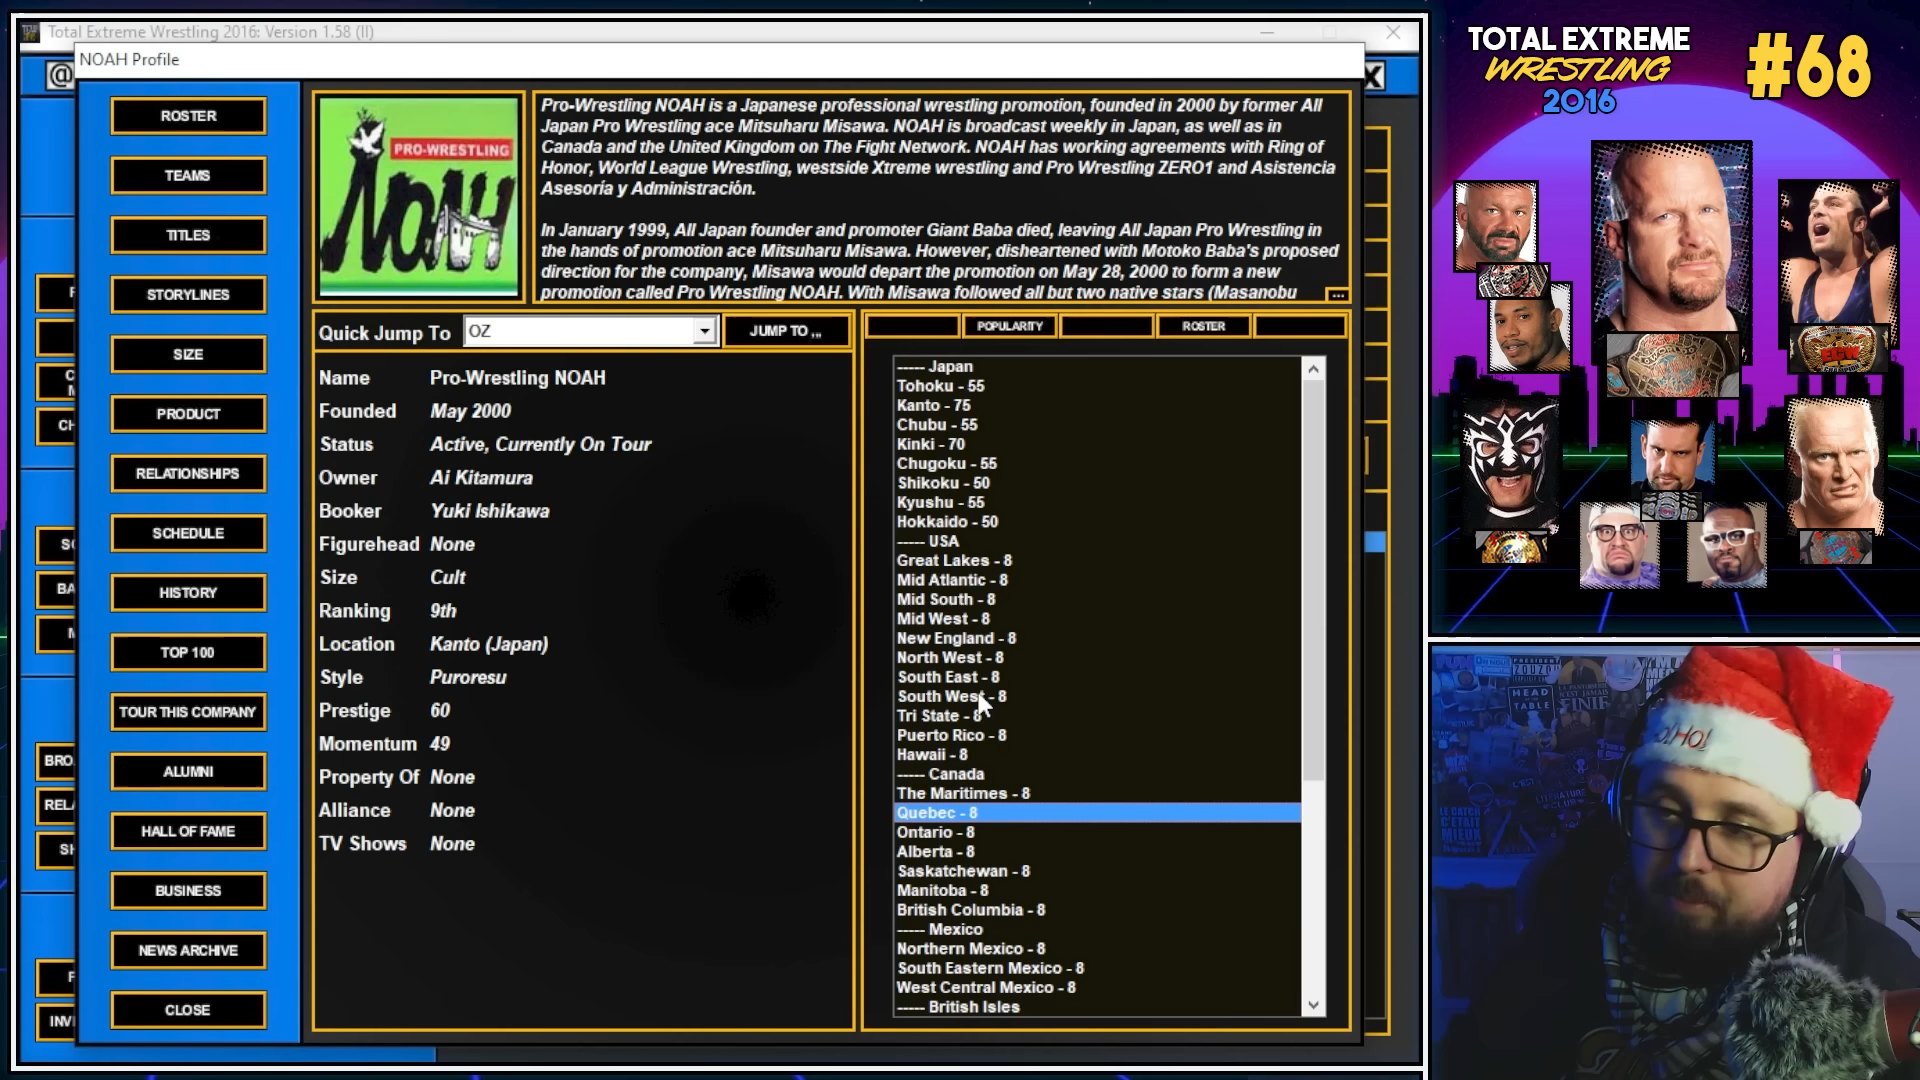 Total Extreme Wrestling 2016: Version 1.58 (II)
NOAH Profile
ROSTER
TEAMS
TITLES
STORYLINES
SIZE
PRODUCT
RELATIONSHIPS
SCHEDULE
HISTORY
TOP 100
TOUR THIS COMPANY
ALUMNI
HALL OF FAME
BUSINESS
NEWS ARCHIVE
CLOSE
PRO-WRESTLING
NOAH
Pro-Wrestling NOAH is a Japanese professional wrestling promotion, founded in 2000 by former All
Japan Pro Wrestling ace Mitsuharu Misawa. NOAH is broadcast weekly in Japan, as well as in
Canada and the United Kingdom on The Fight Network. NOAH has working agreements with Ring of
Honor, World League Wrestling, westside Xtreme wrestling and Pro Wrestling ZERO1 and Asistencia
Asesoría y Administración.
In January 1999, All Japan founder and promoter Giant Baba died, leaving All Japan Pro Wrestling in
the hands of promotion ace Mitsuharu Misawa. However, disheartened with Motoko Baba's proposed
direction for the company, Misawa would depart the promotion on May 28, 2000 to form a new
promotion called Pro Wrestling NOAH. With Misawa followed all but two native stars (Masanobu
...
Quick Jump To OZ JUMP TO ...
Name Pro-Wrestling NOAH
Founded May 2000
Status Active, Currently On Tour
Owner Ai Kitamura
Booker Yuki Ishikawa
Figurehead None
Size Cult
Ranking 9th
Location Kanto (Japan)
Style Puroresu
Prestige 60
Momentum 49
Property Of None
Alliance None
TV Shows None
POPULARITY ROSTER
----- Japan
Tohoku - 55
Kanto - 75
Chubu - 55
Kinki - 70
Chugoku - 55
Shikoku - 50
Kyushu - 55
Hokkaido - 50
----- USA
Great Lakes - 8
Mid Atlantic - 8
Mid South - 8
Mid West - 8
New England - 8
North West - 8
South East - 8
South West - 8
Tri State - 8
Puerto Rico - 8
Hawaii - 8
----- Canada
The Maritimes - 8
Quebec - 8
Ontario - 8
Alberta - 8
Saskatchewan - 8
Manitoba - 8
British Columbia - 8
----- Mexico
Northern Mexico - 8
South Eastern Mexico - 8
West Central Mexico - 8
----- British Isles
TOTAL EXTREME
WRESTLING
2016
#68
ECW
HEAD
TABLE